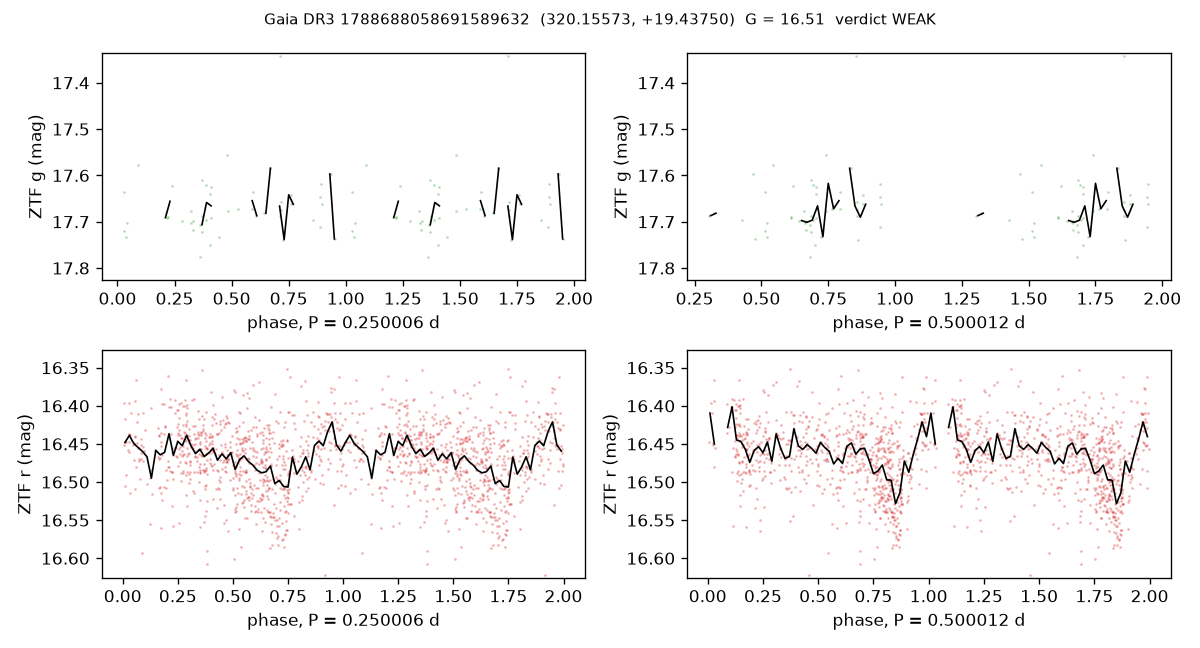 Gaia DR3 1788688058691589632  (320.15573, +19.43750)  G = 16.51  verdict WEAK
ZTF g (mag)
17.4
17.5
17.6
17.7
17.8
0.00 0.25 0.50 0.75 1.00 1.25 1.50 1.75 2.00
phase, P = 0.250006 d
ZTF g (mag)
17.4
17.5
17.6
17.7
17.8
0.25 0.50 0.75 1.00 1.25 1.50 1.75 2.00
phase, P = 0.500012 d
ZTF r (mag)
16.35
16.40
16.45
16.50
16.55
16.60
0.00 0.25 0.50 0.75 1.00 1.25 1.50 1.75 2.00
phase, P = 0.250006 d
ZTF r (mag)
16.35
16.40
16.45
16.50
16.55
16.60
0.00 0.25 0.50 0.75 1.00 1.25 1.50 1.75 2.00
phase, P = 0.500012 d